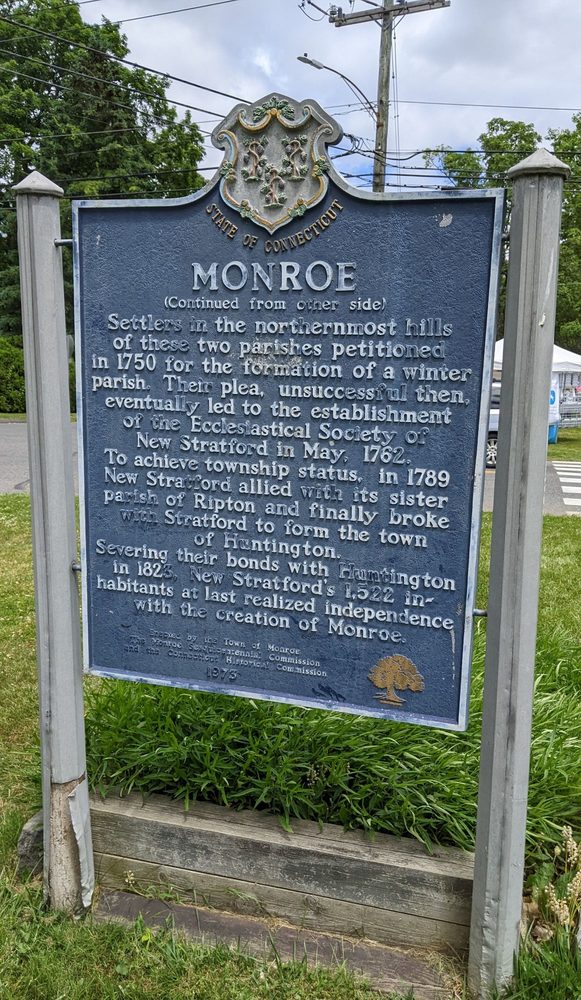 STATE OF CONNECTICUT
MONROE
(Continued from other side)
Settlers in the northernmost hills
of these two parishes petitioned
in 1750 for the formation of a winter
parish. Their plea, unsuccessful then,
eventually led to the establishment
of the Ecclesiastical Society of
New Stratford in May, 1762.
To achieve township status, in 1789
New Stratford allied with its sister
parish of Ripton and finally broke
with Stratford to form the town
of Huntington.
Severing their bonds with Huntington
in 1823, New Stratford's 1,522 in-
habitants at last realized independence
with the creation of Monroe.
Erected by the Town of Monroe
The Monroe Sesquicentennial Commission
and the Connecticut Historical Commission
1973